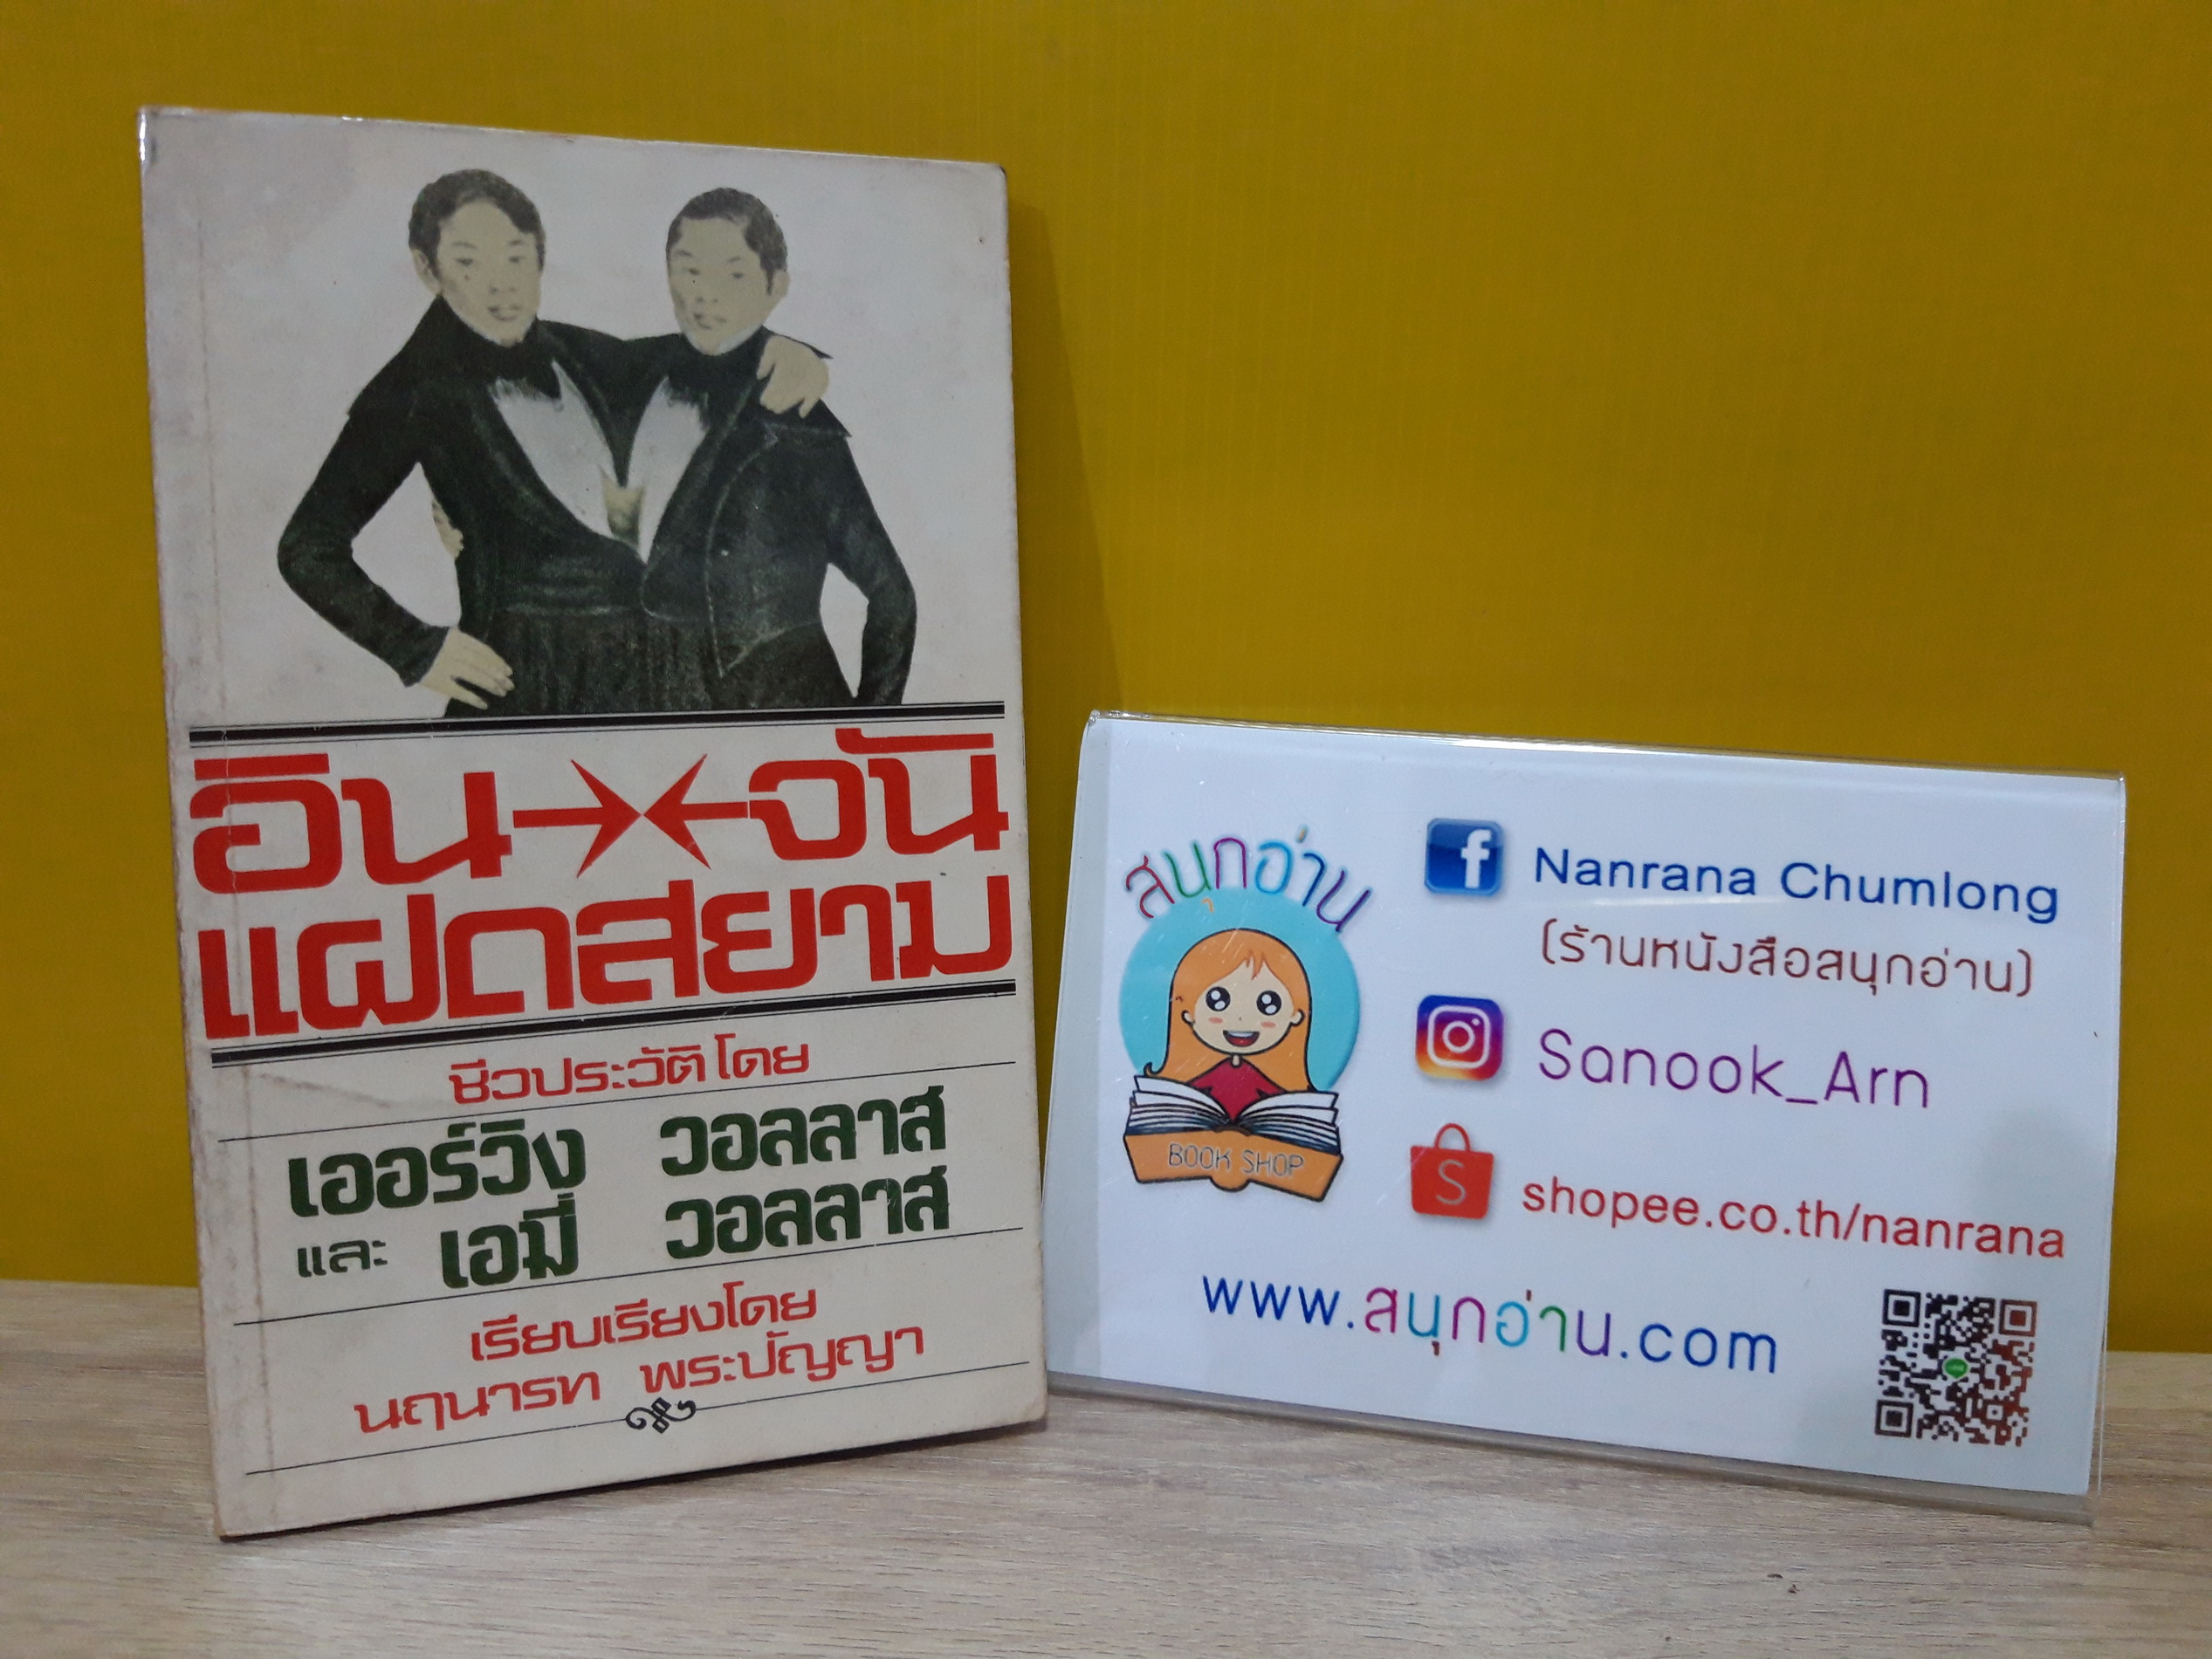 อิน จัน
แฝดสยาม
ชีวประวัติโดย
เออร์วิง วอลลาส
และ เอมี่ วอลลาส
เรียบเรียงโดย
นฤนารท พระปัญญา
สนุกอ่าน
BOOK SHOP
f Nanrana Chumlong
(ร้านหนังสือสนุกอ่าน)
Sanook_Arn
S shopee.co.th/nanrana
www.สนุกอ่าน.com